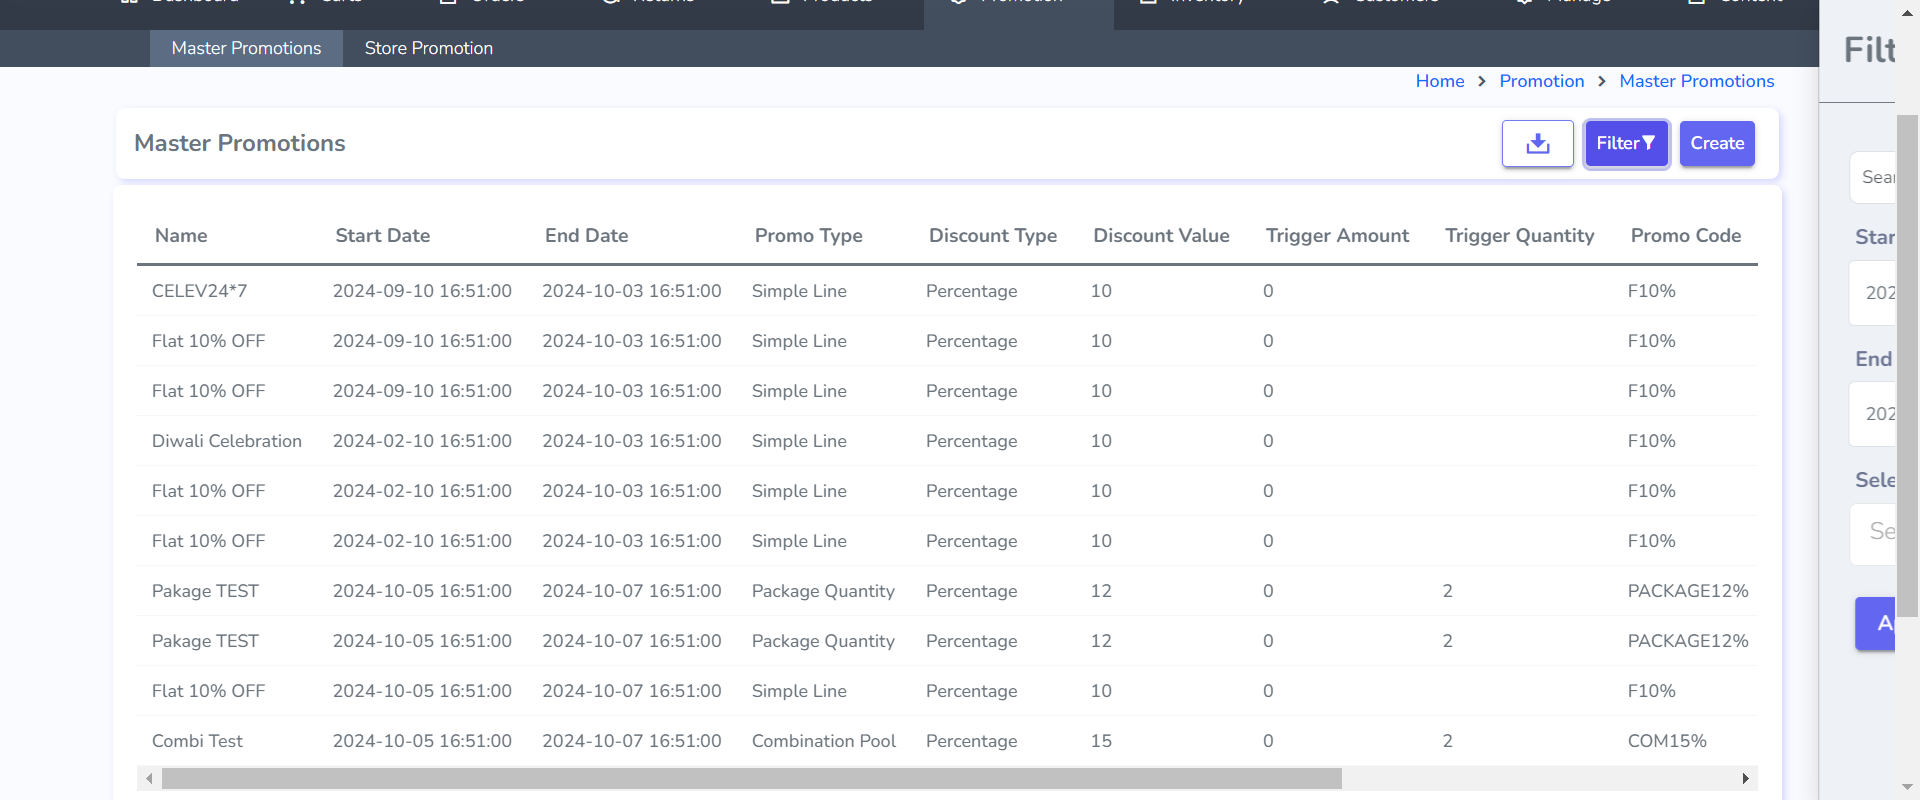 Dashboard Carts Orders Returns Products Promotion Inventory Customers Manage Content
Master Promotions Store Promotion
Home > Promotion > Master Promotions
Master Promotions
Filter
Create
Name Start Date End Date Promo Type Discount Type Discount Value Trigger Amount Trigger Quantity Promo Code
CELEV24*7 2024-09-10 16:51:00 2024-10-03 16:51:00 Simple Line Percentage 10 0 F10%
Flat 10% OFF 2024-09-10 16:51:00 2024-10-03 16:51:00 Simple Line Percentage 10 0 F10%
Flat 10% OFF 2024-09-10 16:51:00 2024-10-03 16:51:00 Simple Line Percentage 10 0 F10%
Diwali Celebration 2024-02-10 16:51:00 2024-10-03 16:51:00 Simple Line Percentage 10 0 F10%
Flat 10% OFF 2024-02-10 16:51:00 2024-10-03 16:51:00 Simple Line Percentage 10 0 F10%
Flat 10% OFF 2024-02-10 16:51:00 2024-10-03 16:51:00 Simple Line Percentage 10 0 F10%
Pakage TEST 2024-10-05 16:51:00 2024-10-07 16:51:00 Package Quantity Percentage 12 0 2 PACKAGE12%
Pakage TEST 2024-10-05 16:51:00 2024-10-07 16:51:00 Package Quantity Percentage 12 0 2 PACKAGE12%
Flat 10% OFF 2024-10-05 16:51:00 2024-10-07 16:51:00 Simple Line Percentage 10 0 F10%
Combi Test 2024-10-05 16:51:00 2024-10-07 16:51:00 Combination Pool Percentage 15 0 2 COM15%
Filt
Sea
Star
202
End
202
Sele
Se
A